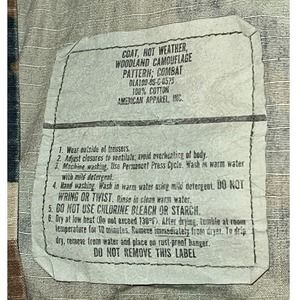 COAT, HOT WEATHER,
WOODLAND CAMOUFLAGE
PATTERN; COMBAT
DLA100-85-C-0575
100% COTTON
AMERICAN APPAREL, INC.
1. Wear outside of trousers.
2. Adjust closures to ventilate; avoid overheating of body.
3. Machine washing. Use Permanent Press Cycle. Wash in warm water
with mild detergent.
4. Hand washing. Wash in warm water using mild detergent. DO NOT
WRING OR TWIST. Rinse in clean warm water.
5. DO NOT USE CHLORINE BLEACH OR STARCH.
6. Dry at low heat (Do not exceed 130°F). After drying, tumble at room
temperature for 10 minutes. Remove immediately from dryer. To drip
dry, remove from water and place on rust-proof hanger.
DO NOT REMOVE THIS LABEL